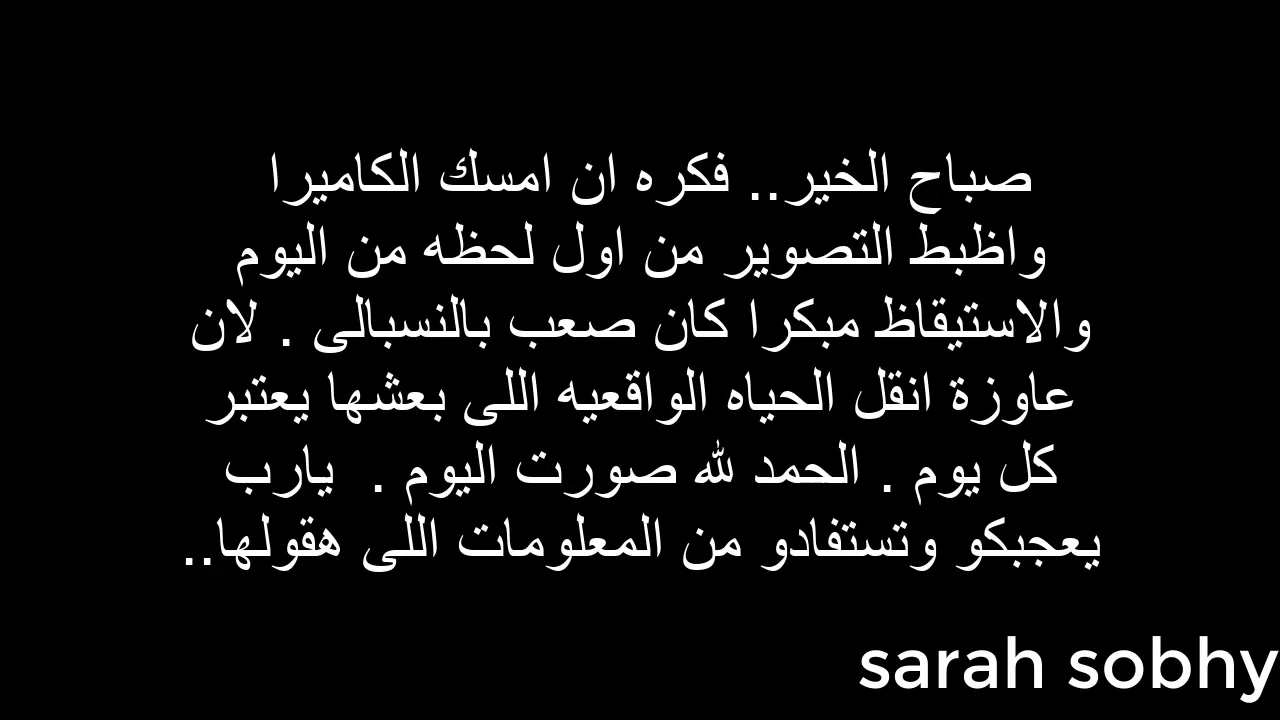 صباح الخير.. فكره ان امسك الكاميرا
واظبط التصوير من اول لحظه من اليوم
والاستيقاظ مبكرا كان صعب بالنسبالى . لان
عاوزة انقل الحياه الواقعيه اللى بعشها يعتبر
كل يوم . الحمد لله صورت اليوم . يارب
يعجبكو وتستفادو من المعلومات اللى هقولها..
sarah sobhy